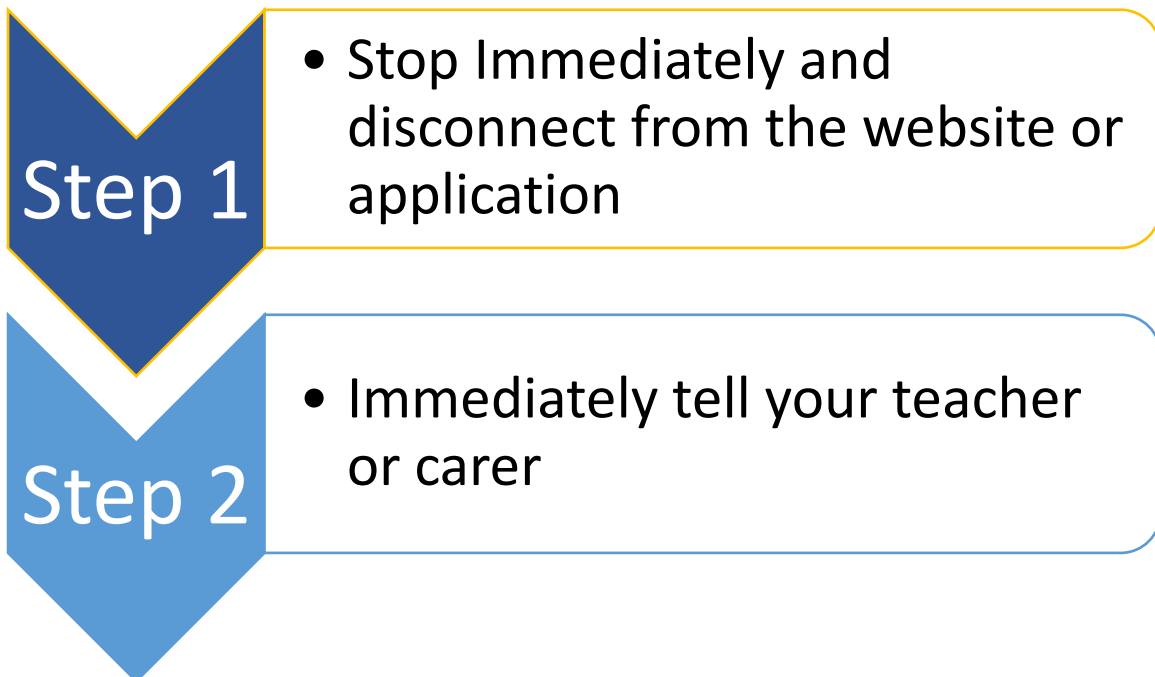 Step 1
• Stop Immediately and
disconnect from the website or
application
Step 2
• Immediately tell your teacher
or carer